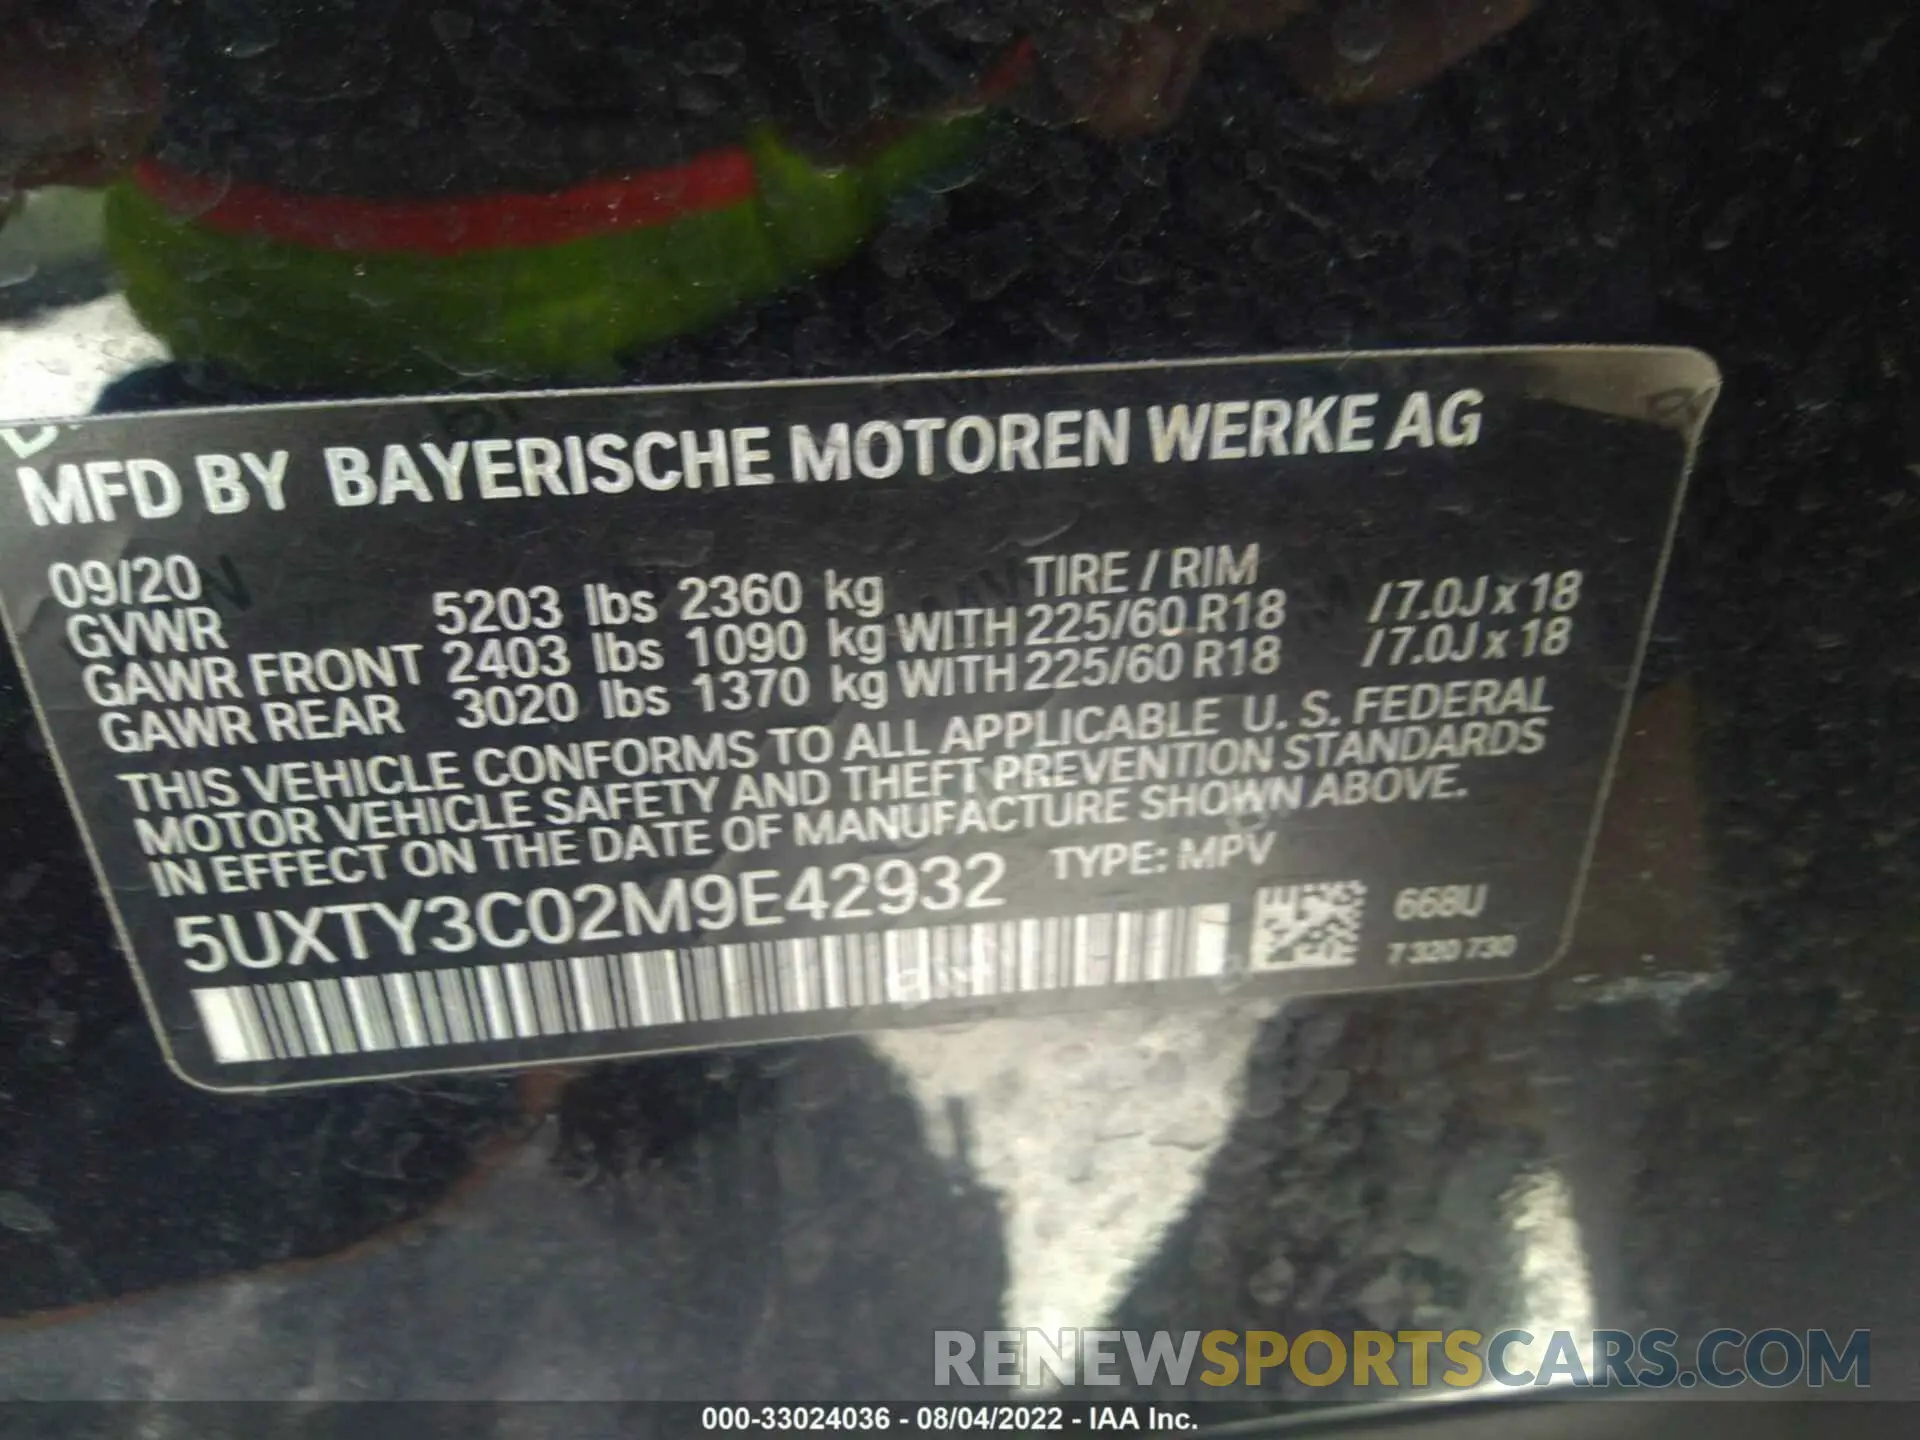 MFD BY BAYERISCHE MOTOREN WERKE AG
09/20 TIRE / RIM
GVWR 5203 lbs 2360 kg
GAWR FRONT 2403 lbs 1090 kg WITH 225/60 R18 /7.0J x 18
GAWR REAR 3020 lbs 1370 kg WITH 225/60 R18 /7.0J x 18
THIS VEHICLE CONFORMS TO ALL APPLICABLE U. S. FEDERAL
MOTOR VEHICLE SAFETY AND THEFT PREVENTION STANDARDS
IN EFFECT ON THE DATE OF MANUFACTURE SHOWN ABOVE.
5UXTY3C02M9E42932 TYPE: MPV
668U
7 320 730
RENEWSPORTSCARS.COM
000-33024036 - 08/04/2022 - IAA Inc.